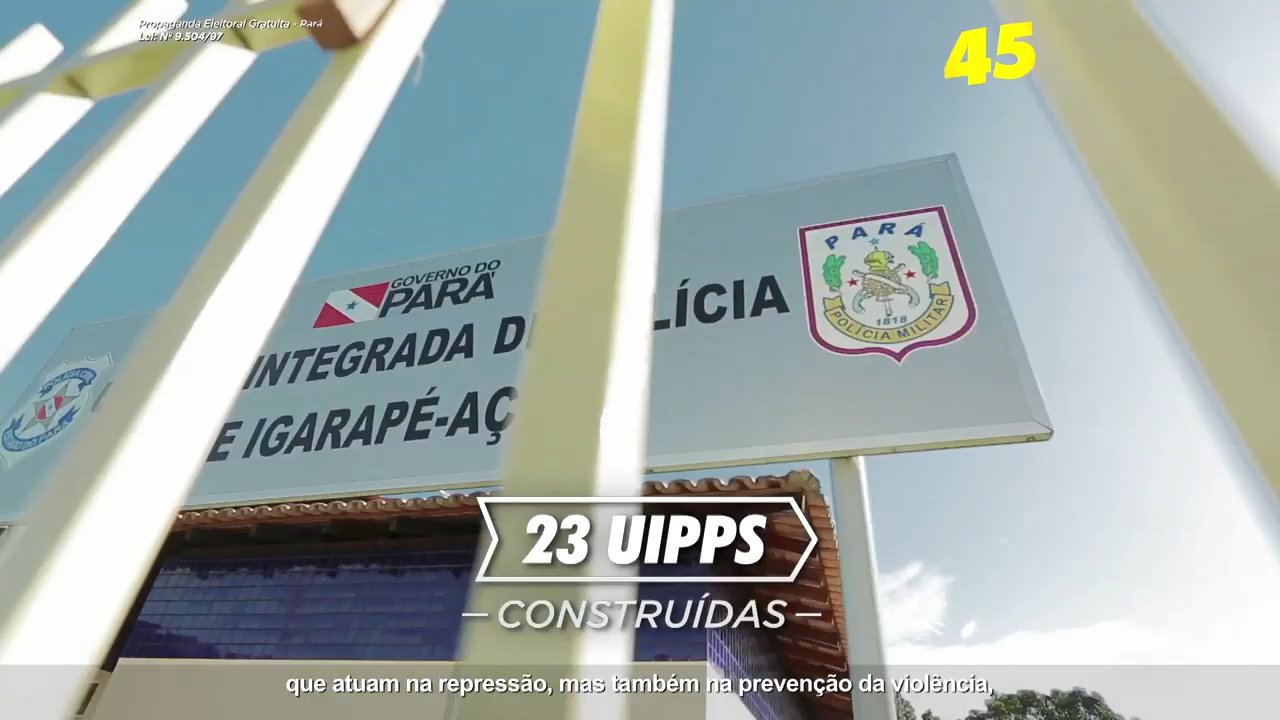 Propaganda Eleitoral Gratuita - Pará
Lei: Nº 9.504/97
45
GOVERNO DO
PARÁ
INTEGRADA D LÍCIA
E IGARAPÉ-AÇ
PARÁ
1818
POLÍCIA MILITAR
23 UIPPS
CONSTRUÍDAS
que atuam na repressão, mas também na prevenção da violência,